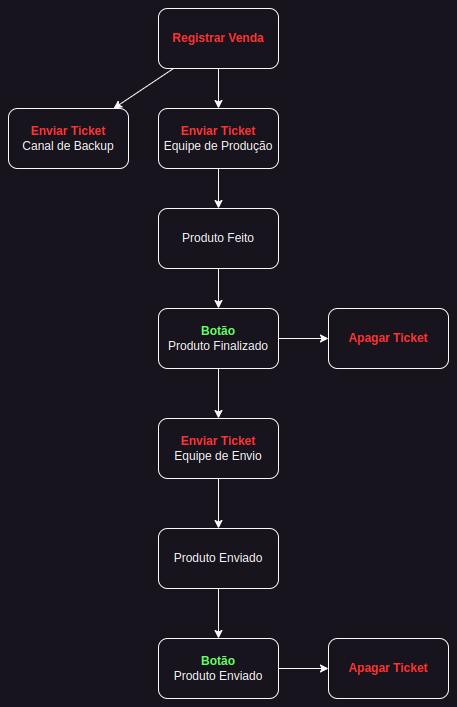 Registrar Venda
Enviar Ticket
Canal de Backup
Enviar Ticket
Equipe de Produção
Produto Feito
Botão
Produto Finalizado
Apagar Ticket
Enviar Ticket
Equipe de Envio
Produto Enviado
Botão
Produto Enviado
Apagar Ticket